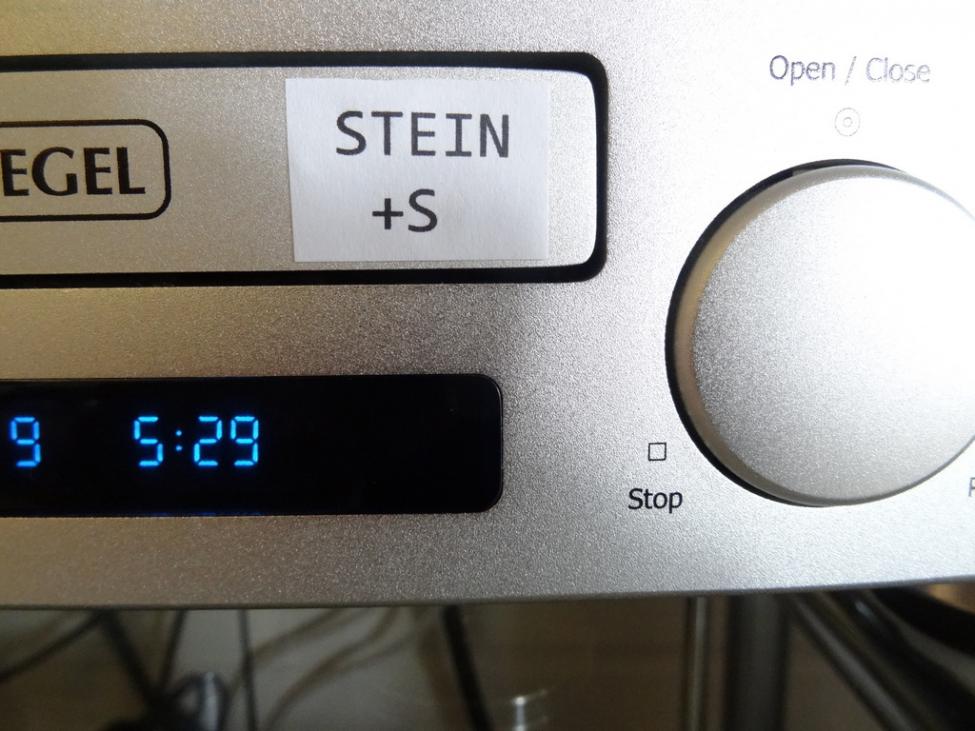 Open / Close
STEIN
+S
EGEL
9 5:29
Stop